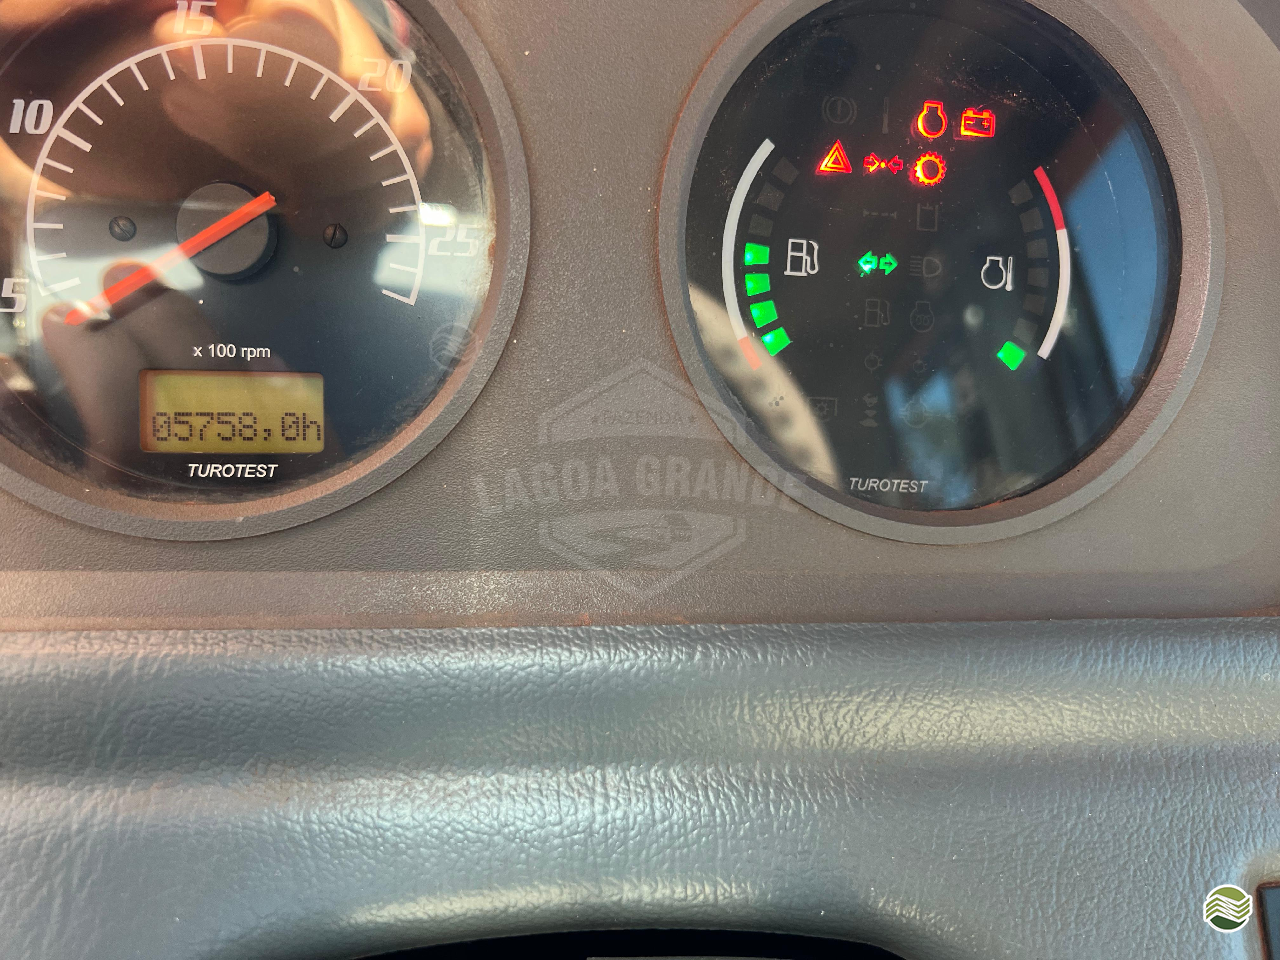 15
20
10
25
5
x 100 rpm
05758,0h
TUROTEST
TUROTEST
LAGOA GRANDE